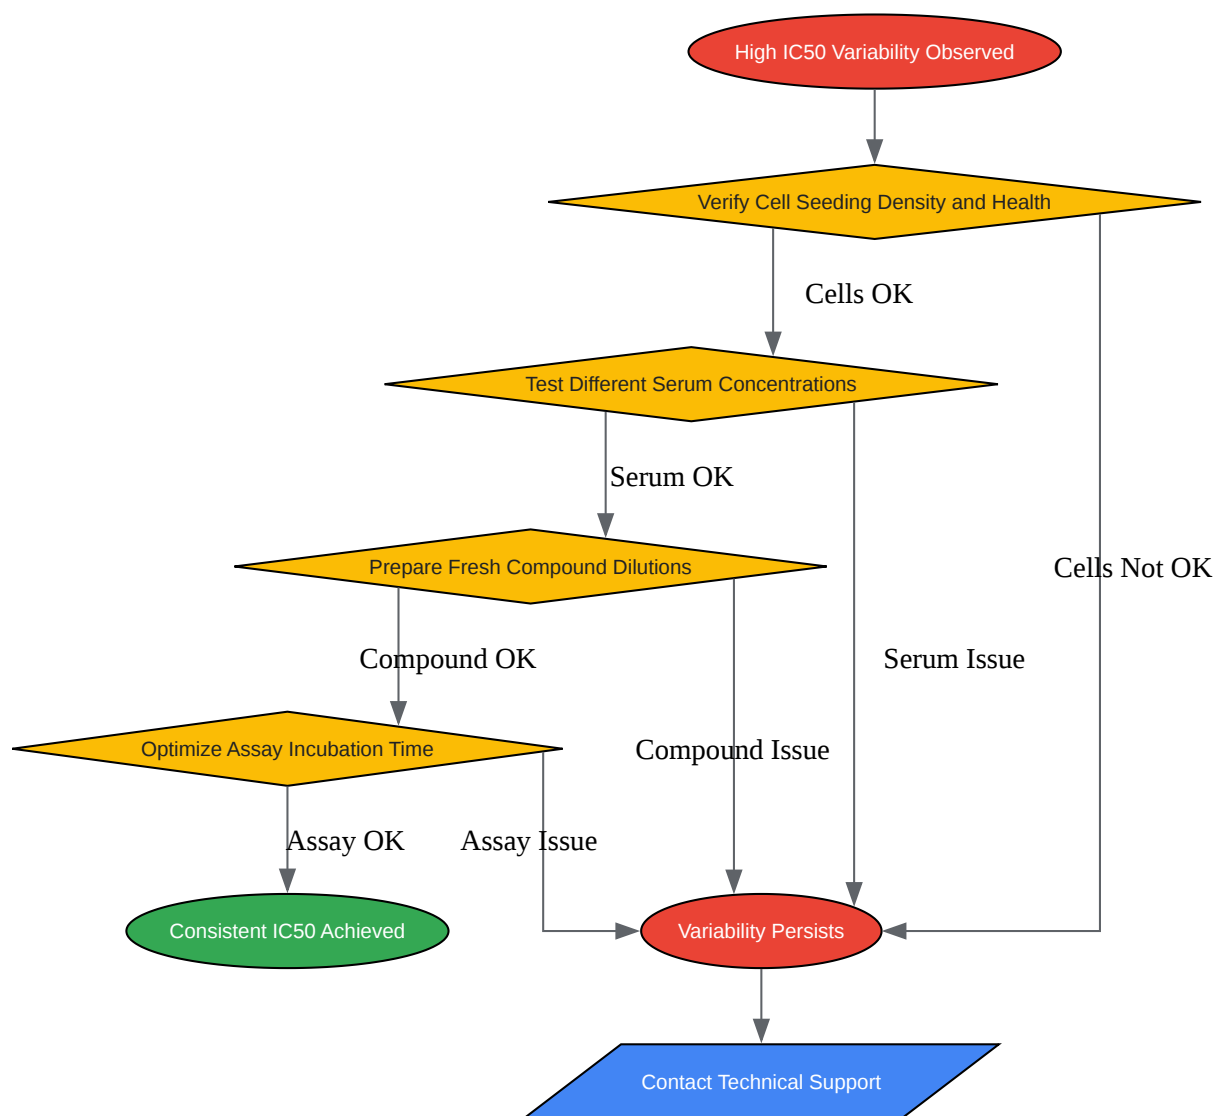 High IC50 Variability Observed
Verify Cell Seeding Density and Health
Cells OK
Test Different Serum Concentrations
Serum OK
Prepare Fresh Compound Dilutions
Cells Not OK
Compound OK
Serum Issue
Optimize Assay Incubation Time
Compound Issue
Assay OK
Assay Issue
Consistent IC50 Achieved
Variability Persists
Contact Technical Support